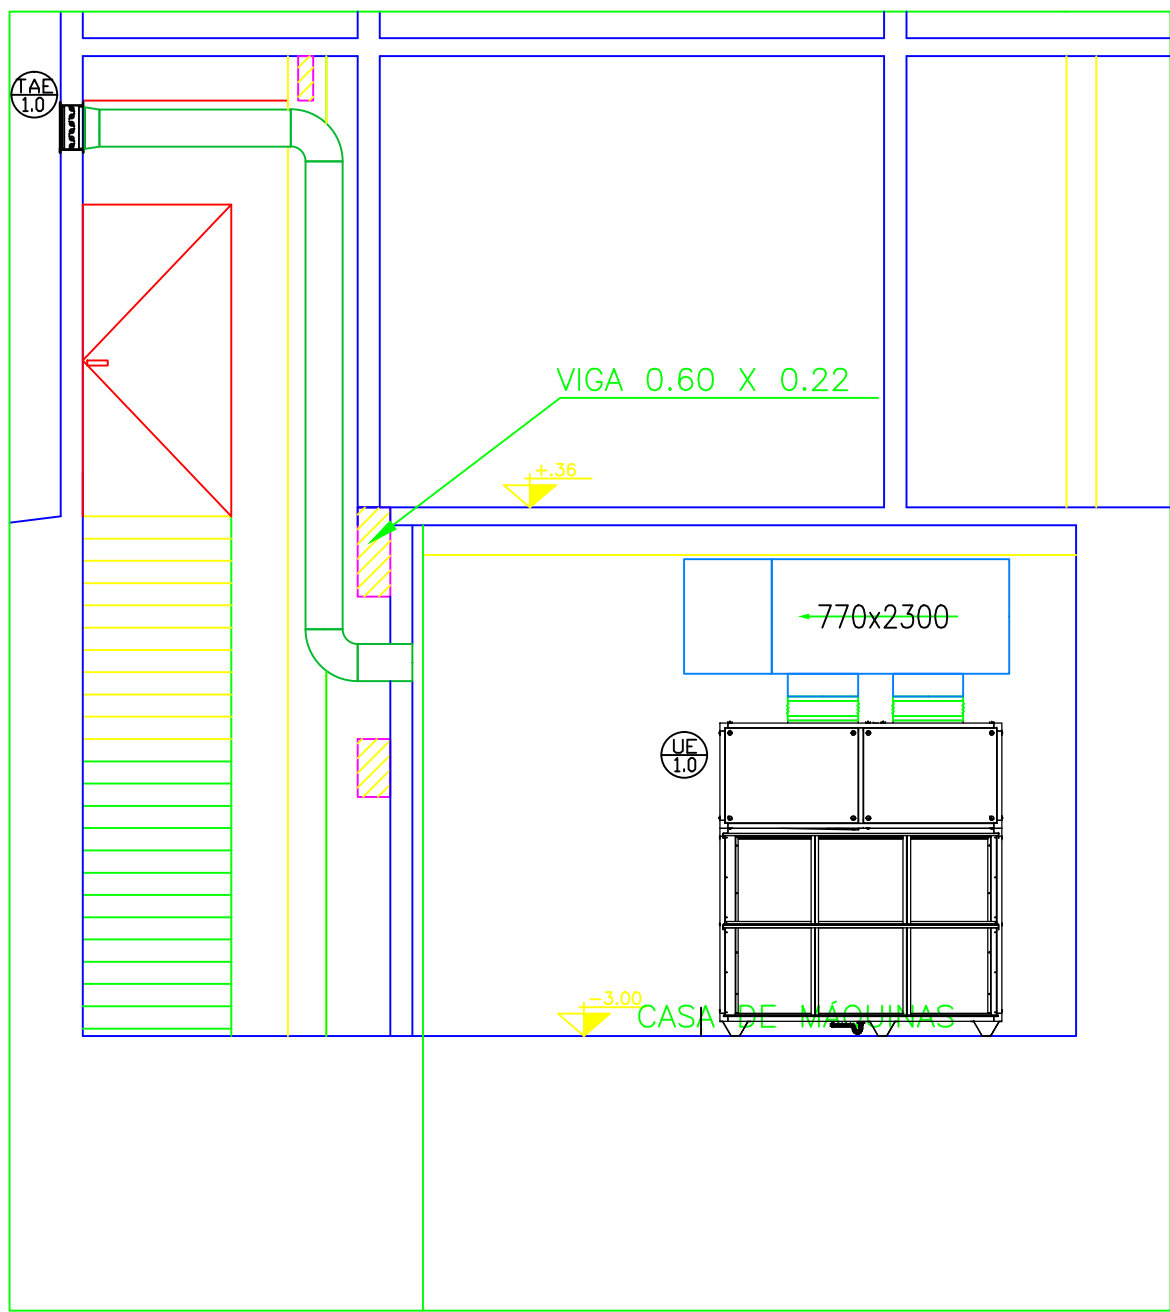 TAE
1.0
VIGA 0.60 X 0.22
+.36
770x2300
UE
1.0
-3.00
CASA DE MÁQUINAS